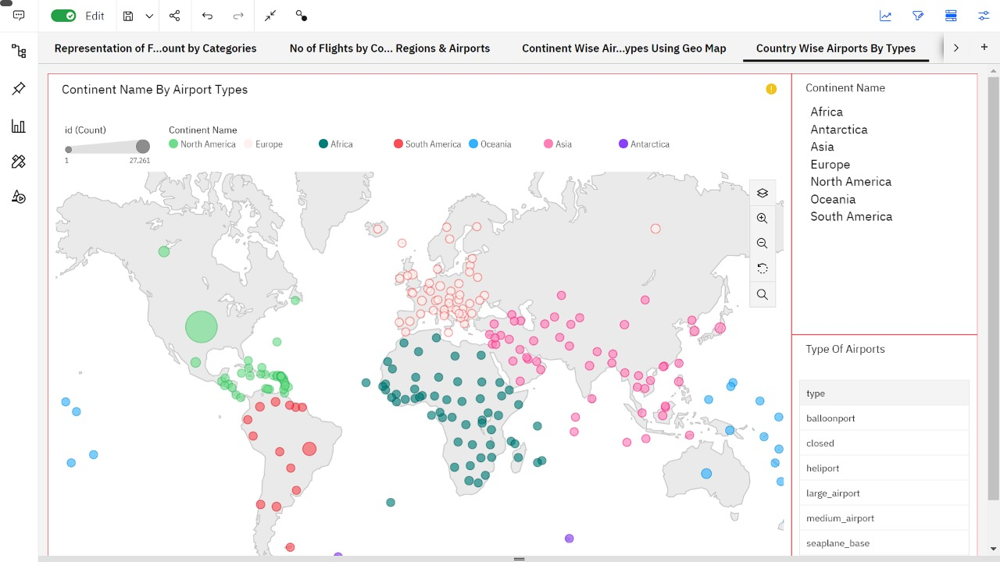 Edit
Representation of F...ount by Categories
No of Flights by Co... Regions & Airports
Continent Wise Air...ypes Using Geo Map
Country Wise Airports By Types
Continent Name By Airport Types
id (Count)
1
27,261
Continent Name
North America
Europe
Africa
South America
Oceania
Asia
Antarctica
Continent Name
Africa
Antarctica
Asia
Europe
North America
Oceania
South America
Type Of Airports
type
balloonport
closed
heliport
large_airport
medium_airport
seaplane_base